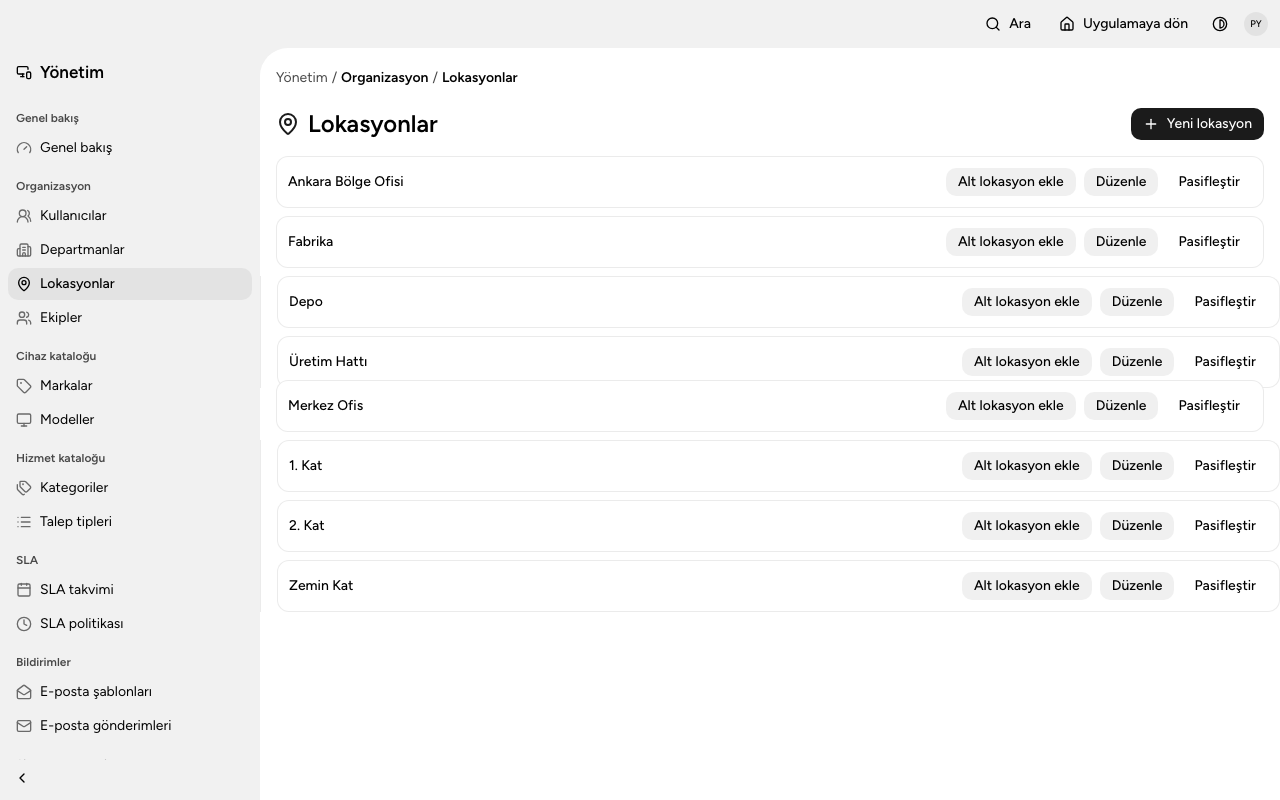 Ara
Uygulamaya dön
PY
Yönetim
Yönetim / Organizasyon / Lokasyonlar
Genel bakış
Genel bakış
Organizasyon
Kullanıcılar
Departmanlar
Lokasyonlar
Ekipler
Cihaz kataloğu
Markalar
Modeller
Hizmet kataloğu
Kategoriler
Talep tipleri
SLA
SLA takvimi
SLA politikası
Bildirimler
E-posta şablonları
E-posta gönderimleri
Lokasyonlar
Yeni lokasyon
Ankara Bölge Ofisi Alt lokasyon ekle Düzenle Pasifleştir
Fabrika Alt lokasyon ekle Düzenle Pasifleştir
Depo Alt lokasyon ekle Düzenle Pasifleştir
Üretim Hattı Alt lokasyon ekle Düzenle Pasifleştir
Merkez Ofis Alt lokasyon ekle Düzenle Pasifleştir
1. Kat Alt lokasyon ekle Düzenle Pasifleştir
2. Kat Alt lokasyon ekle Düzenle Pasifleştir
Zemin Kat Alt lokasyon ekle Düzenle Pasifleştir